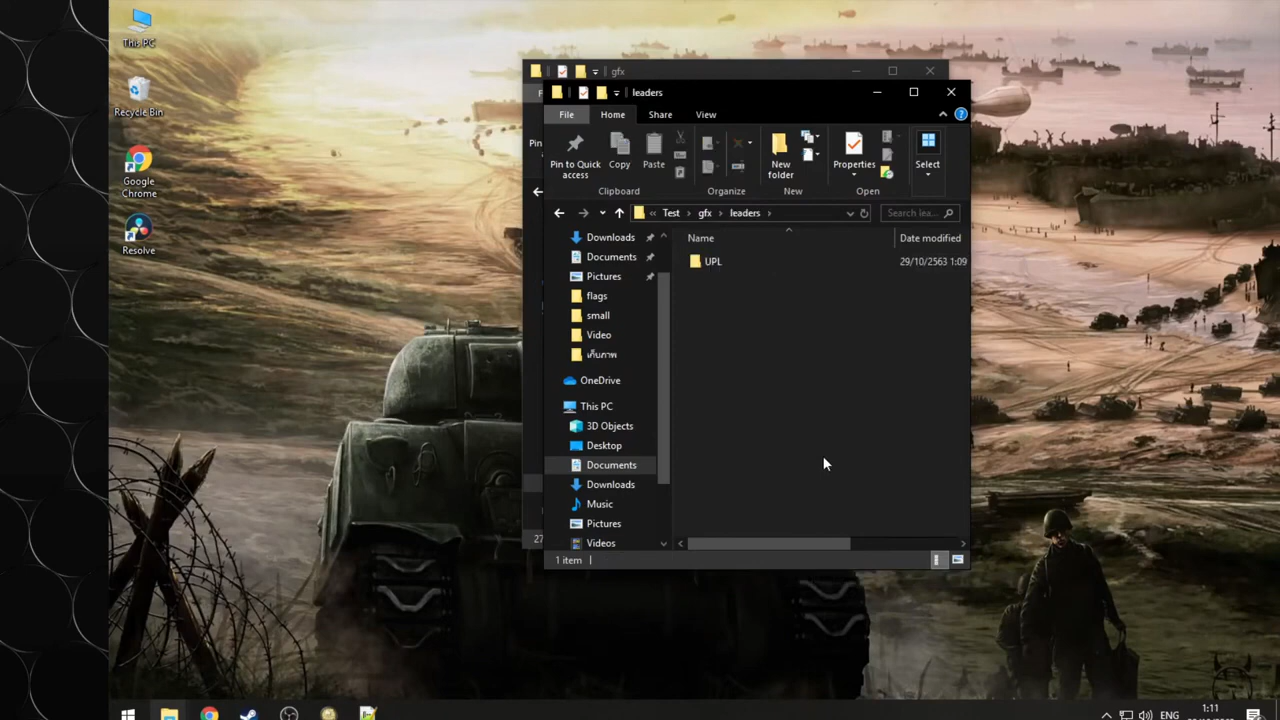 This PC
Recycle Bin
Google
Chrome
Resolve
gfx
leaders
File
Home
Share
View
Pin to Quick
access
Copy
Paste
New
folder
Properties
Select
Clipboard
Organize
New
Open
Test
gfx
leaders
Search lea...
Downloads
Documents
Pictures
flags
small
Video
เก็บภาพ
OneDrive
This PC
3D Objects
Desktop
Documents
Downloads
Music
Pictures
Videos
Name
Date modified
UPL
29/10/2563 1:09
1 item
27
ENG
1:11